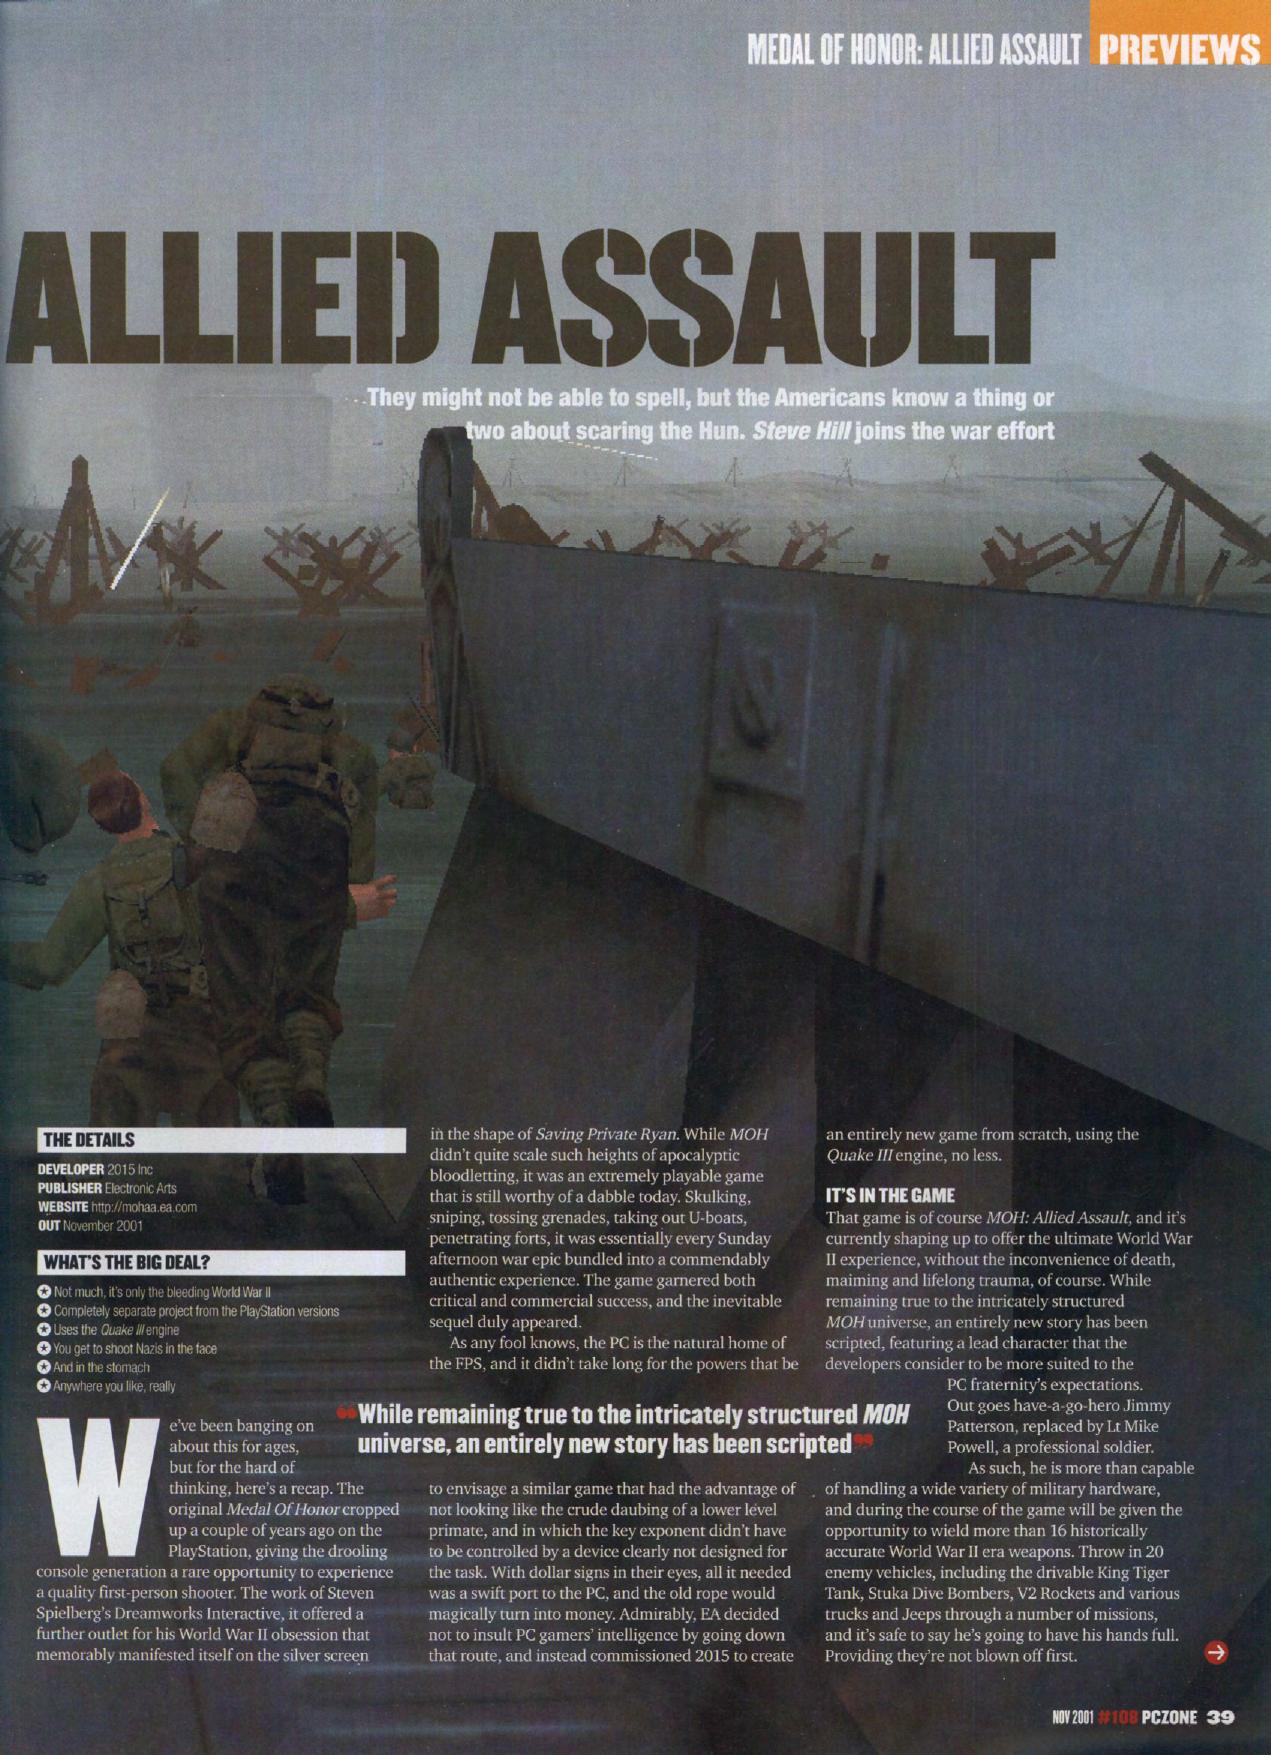 MEDAL OF HONOR: ALLIED ASSAULT PREVIEWS
ALLIED ASSAULT
They might not be able to spell, but the Americans know a thing or
two about scaring the Hun. Steve Hill joins the war effort
THE DETAILS
DEVELOPER 2015 Inc
PUBLISHER Electronic Arts
WEBSITE http://mohaa.ea.com
OUT November 2001
WHAT'S THE BIG DEAL?
Not much, it's only the bleeding World War II
Completely separate project from the PlayStation versions
Uses the Quake III engine
You get to shoot Nazis in the face
And in the stomach
Anywhere you like, really
We've been banging on
about this for ages,
but for the hard of
thinking, here's a recap. The
original Medal Of Honor cropped
up a couple of years ago on the
PlayStation, giving the drooling
console generation a rare opportunity to experience
a quality first-person shooter. The work of Steven
Spielberg's Dreamworks Interactive, it offered a
further outlet for his World War II obsession that
memorably manifested itself on the silver screen
in the shape of Saving Private Ryan. While MOH
didn't quite scale such heights of apocalyptic
bloodletting, it was an extremely playable game
that is still worthy of a dabble today. Skulking,
sniping, tossing grenades, taking out U-boats,
penetrating forts, it was essentially every Sunday
afternoon war epic bundled into a commendably
authentic experience. The game garnered both
critical and commercial success, and the inevitable
sequel duly appeared.
As any fool knows, the PC is the natural home of
the FPS, and it didn't take long for the powers that be
"While remaining true to the intricately structured MOH
universe, an entirely new story has been scripted"
to envisage a similar game that had the advantage of
not looking like the crude daubing of a lower level
primate, and in which the key exponent didn't have
to be controlled by a device clearly not designed for
the task. With dollar signs in their eyes, all it needed
was a swift port to the PC, and the old rope would
magically turn into money. Admirably, EA decided
not to insult PC gamers' intelligence by going down
that route, and instead commissioned 2015 to create
an entirely new game from scratch, using the
Quake III engine, no less.
IT'S IN THE GAME
That game is of course MOH: Allied Assault, and it's
currently shaping up to offer the ultimate World War
II experience, without the inconvenience of death,
maiming and lifelong trauma, of course. While
remaining true to the intricately structured
MOH universe, an entirely new story has been
scripted, featuring a lead character that the
developers consider to be more suited to the
PC fraternity's expectations.
Out goes have-a-go-hero Jimmy
Patterson, replaced by Lt Mike
Powell, a professional soldier.
As such, he is more than capable
of handling a wide variety of military hardware,
and during the course of the game will be given the
opportunity to wield more than 16 historically
accurate World War II era weapons. Throw in 20
enemy vehicles, including the drivable King Tiger
Tank, Stuka Dive Bombers, V2 Rockets and various
trucks and Jeeps through a number of missions,
and it's safe to say he's going to have his hands full.
Providing they're not blown off first.
NOV 2001 #108 PCZONE 39